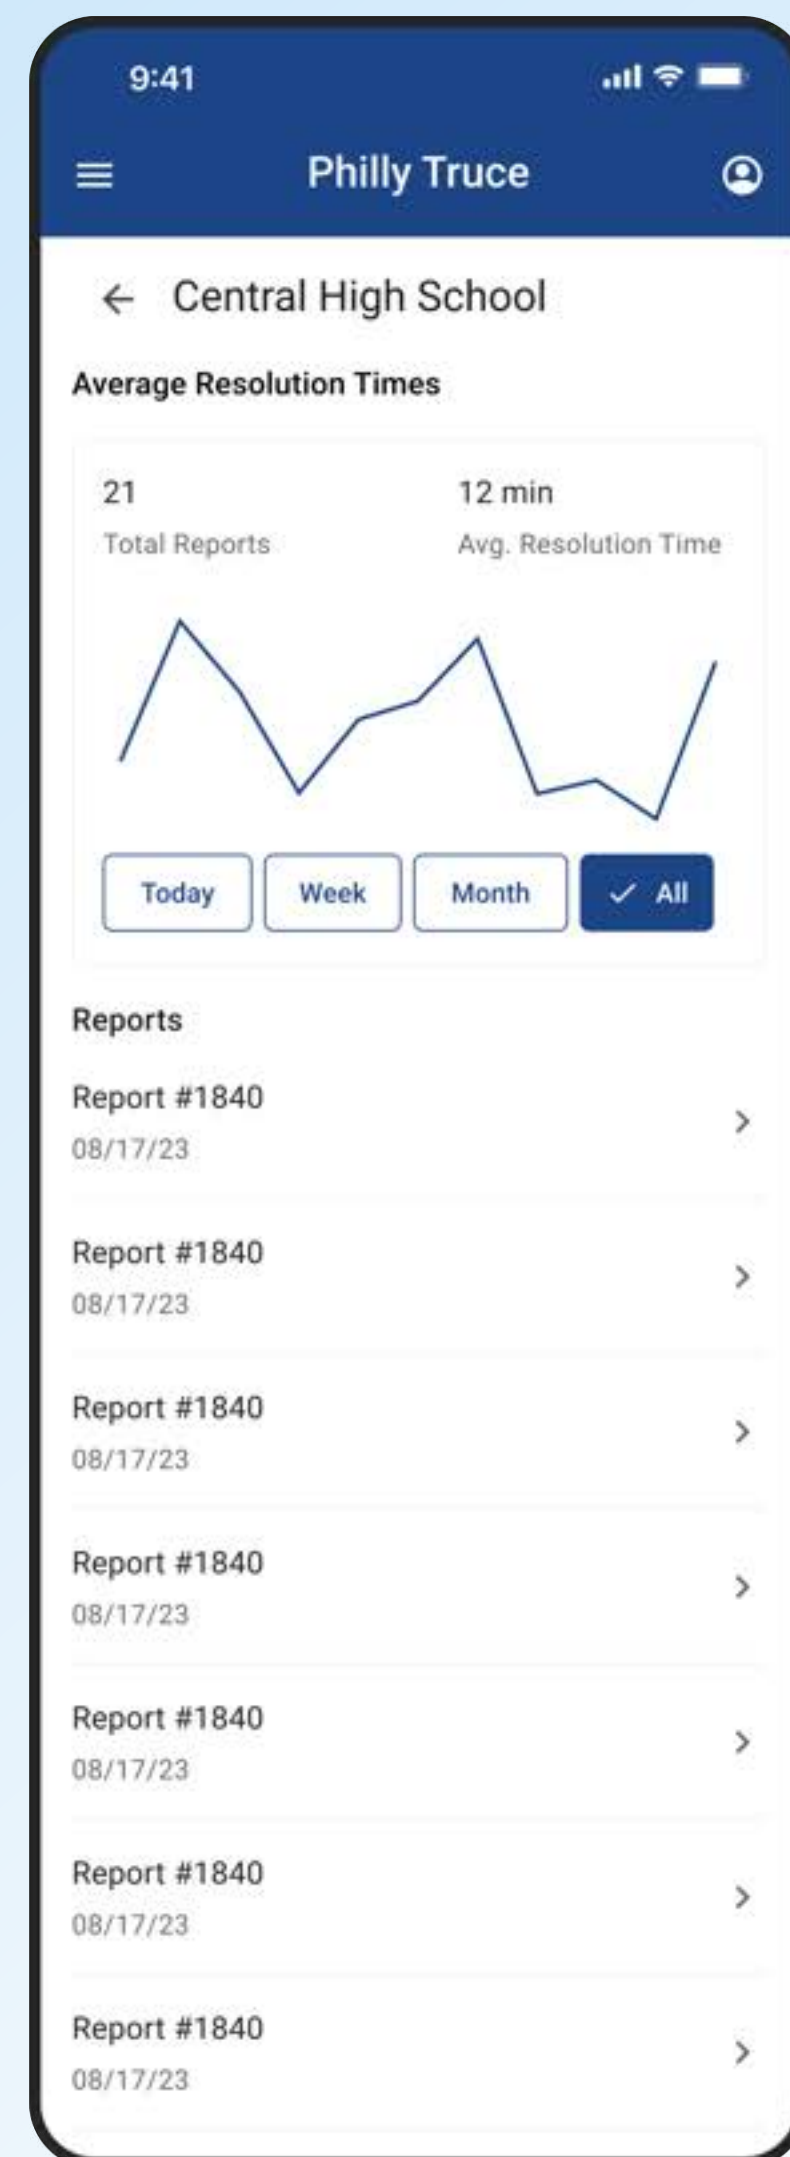 9:41
Philly Truce
Central High School
Average Resolution Times
21
12 min
Total Reports
Avg. Resolution Time
Today Week Month All
Reports
Report #1840
08/17/23
Report #1840
08/17/23
Report #1840
08/17/23
Report #1840
08/17/23
Report #1840
08/17/23
Report #1840
08/17/23
Report #1840
08/17/23